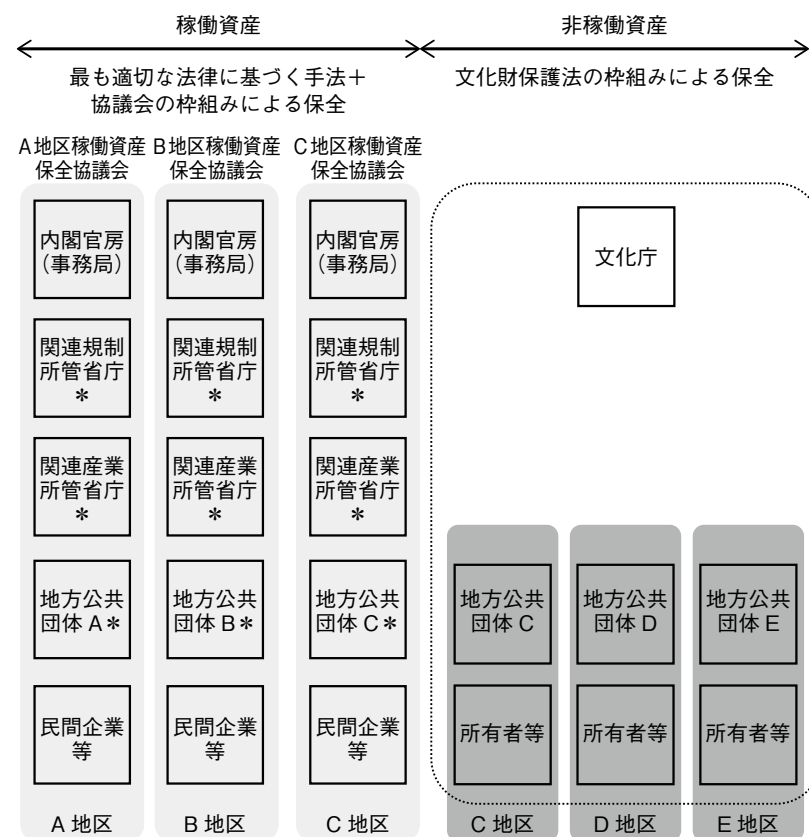 稼働資産
非稼働資産
最も適切な法律に基づく手法＋
協議会の枠組みによる保全
文化財保護法の枠組みによる保全
A地区稼働資産
保全協議会
B地区稼働資産
保全協議会
C地区稼働資産
保全協議会
内閣官房
（事務局）
内閣官房
（事務局）
内閣官房
（事務局）
文化庁
関連規制
所管省庁
＊
関連規制
所管省庁
＊
関連規制
所管省庁
＊
関連産業
所管省庁
＊
関連産業
所管省庁
＊
関連産業
所管省庁
＊
地方公共
団体 A＊
地方公共
団体 B＊
地方公共
団体 C＊
地方公共
団体 C
地方公共
団体 D
地方公共
団体 E
民間企業
等
民間企業
等
民間企業
等
所有者等
所有者等
所有者等
A 地区
B 地区
C 地区
C 地区
D 地区
E 地区